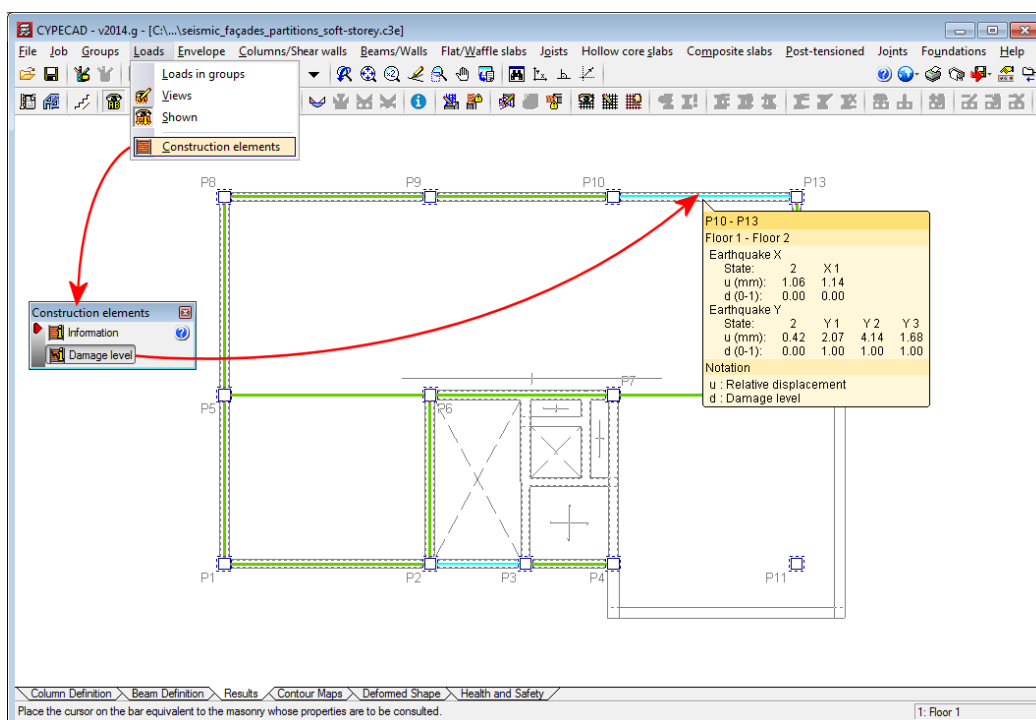 CYPECAD - v2014.g - [C:\...\seismic_façades_partitions_soft-storey.c3e]
File Job Groups Loads Envelope Columns/Shear walls Beams/Walls Flat/Waffle slabs Joists Hollow core slabs Composite slabs Post-tensioned Joints Foundations Help
Loads in groups
Views
Shown
Construction elements
P8 P9 P10 P13
P10 - P13
Floor 1 - Floor 2
Earthquake X
State: 2 X 1
u (mm): 1.06 1.14
d (0-1): 0.00 0.00
Earthquake Y
State: 2 Y 1 Y 2 Y 3
u (mm): 0.42 2.07 4.14 1.68
d (0-1): 0.00 1.00 1.00 1.00
Notation
u : Relative displacement
d : Damage level
Construction elements
Information
Damage level
P7
P5 P6
P1 P2 P3 P4 P11
Column Definition Beam Definition Results Contour Maps Deformed Shape Health and Safety
Place the cursor on the bar equivalent to the masonry whose properties are to be consulted. 1: Floor 1